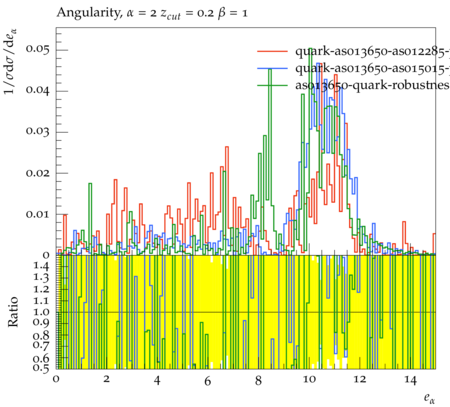 Angularity, α = 2 z_cut = 0.2 β = 1
1/σdσ/de_α
0.05
0.04
0.03
0.02
0.01
0
quark-as013650-as012285-
quark-as013650-as015015-
as013650-quark-robustnes
Ratio
1.4
1.3
1.2
1.1
1.0
0.9
0.8
0.7
0.6
0.5
0 2 4 6 8 10 12 14
e_α